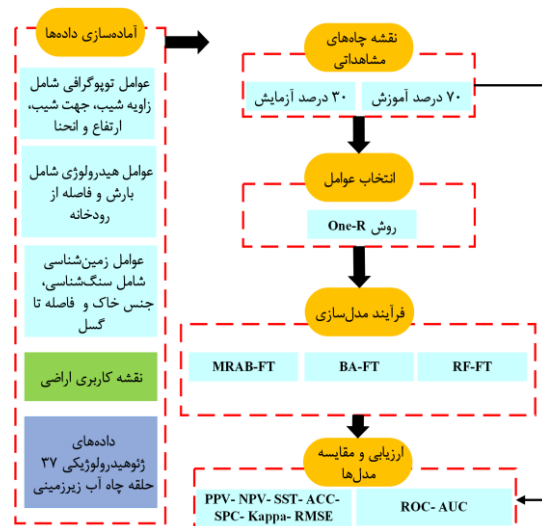 آماده‌سازی داده‌ها
عوامل توپوگرافی شامل
زاویه شیب، جهت شیب،
ارتفاع و انحنا
عوامل هیدرولوژی شامل
بارش و فاصله از
رودخانه
عوامل زمین‌شناسی
شامل سنگ‌شناسی،
جنس خاک و فاصله تا
گسل
نقشه کاربری اراضی
داده‌های
ژئوهیدرولوژیکی ۳۷
حلقه چاه آب زیرزمینی
نقشه چاه‌های
مشاهداتی
۷۰ درصد آموزش
۳۰ درصد آزمایش
انتخاب عوامل
روش One-R
فرآیند مدل‌سازی
MRAB-FT
BA-FT
RF-FT
ارزیابی و مقایسه
مدل‌ها
PPV- NPV- SST- ACC-
SPC- Kappa- RMSE
ROC- AUC